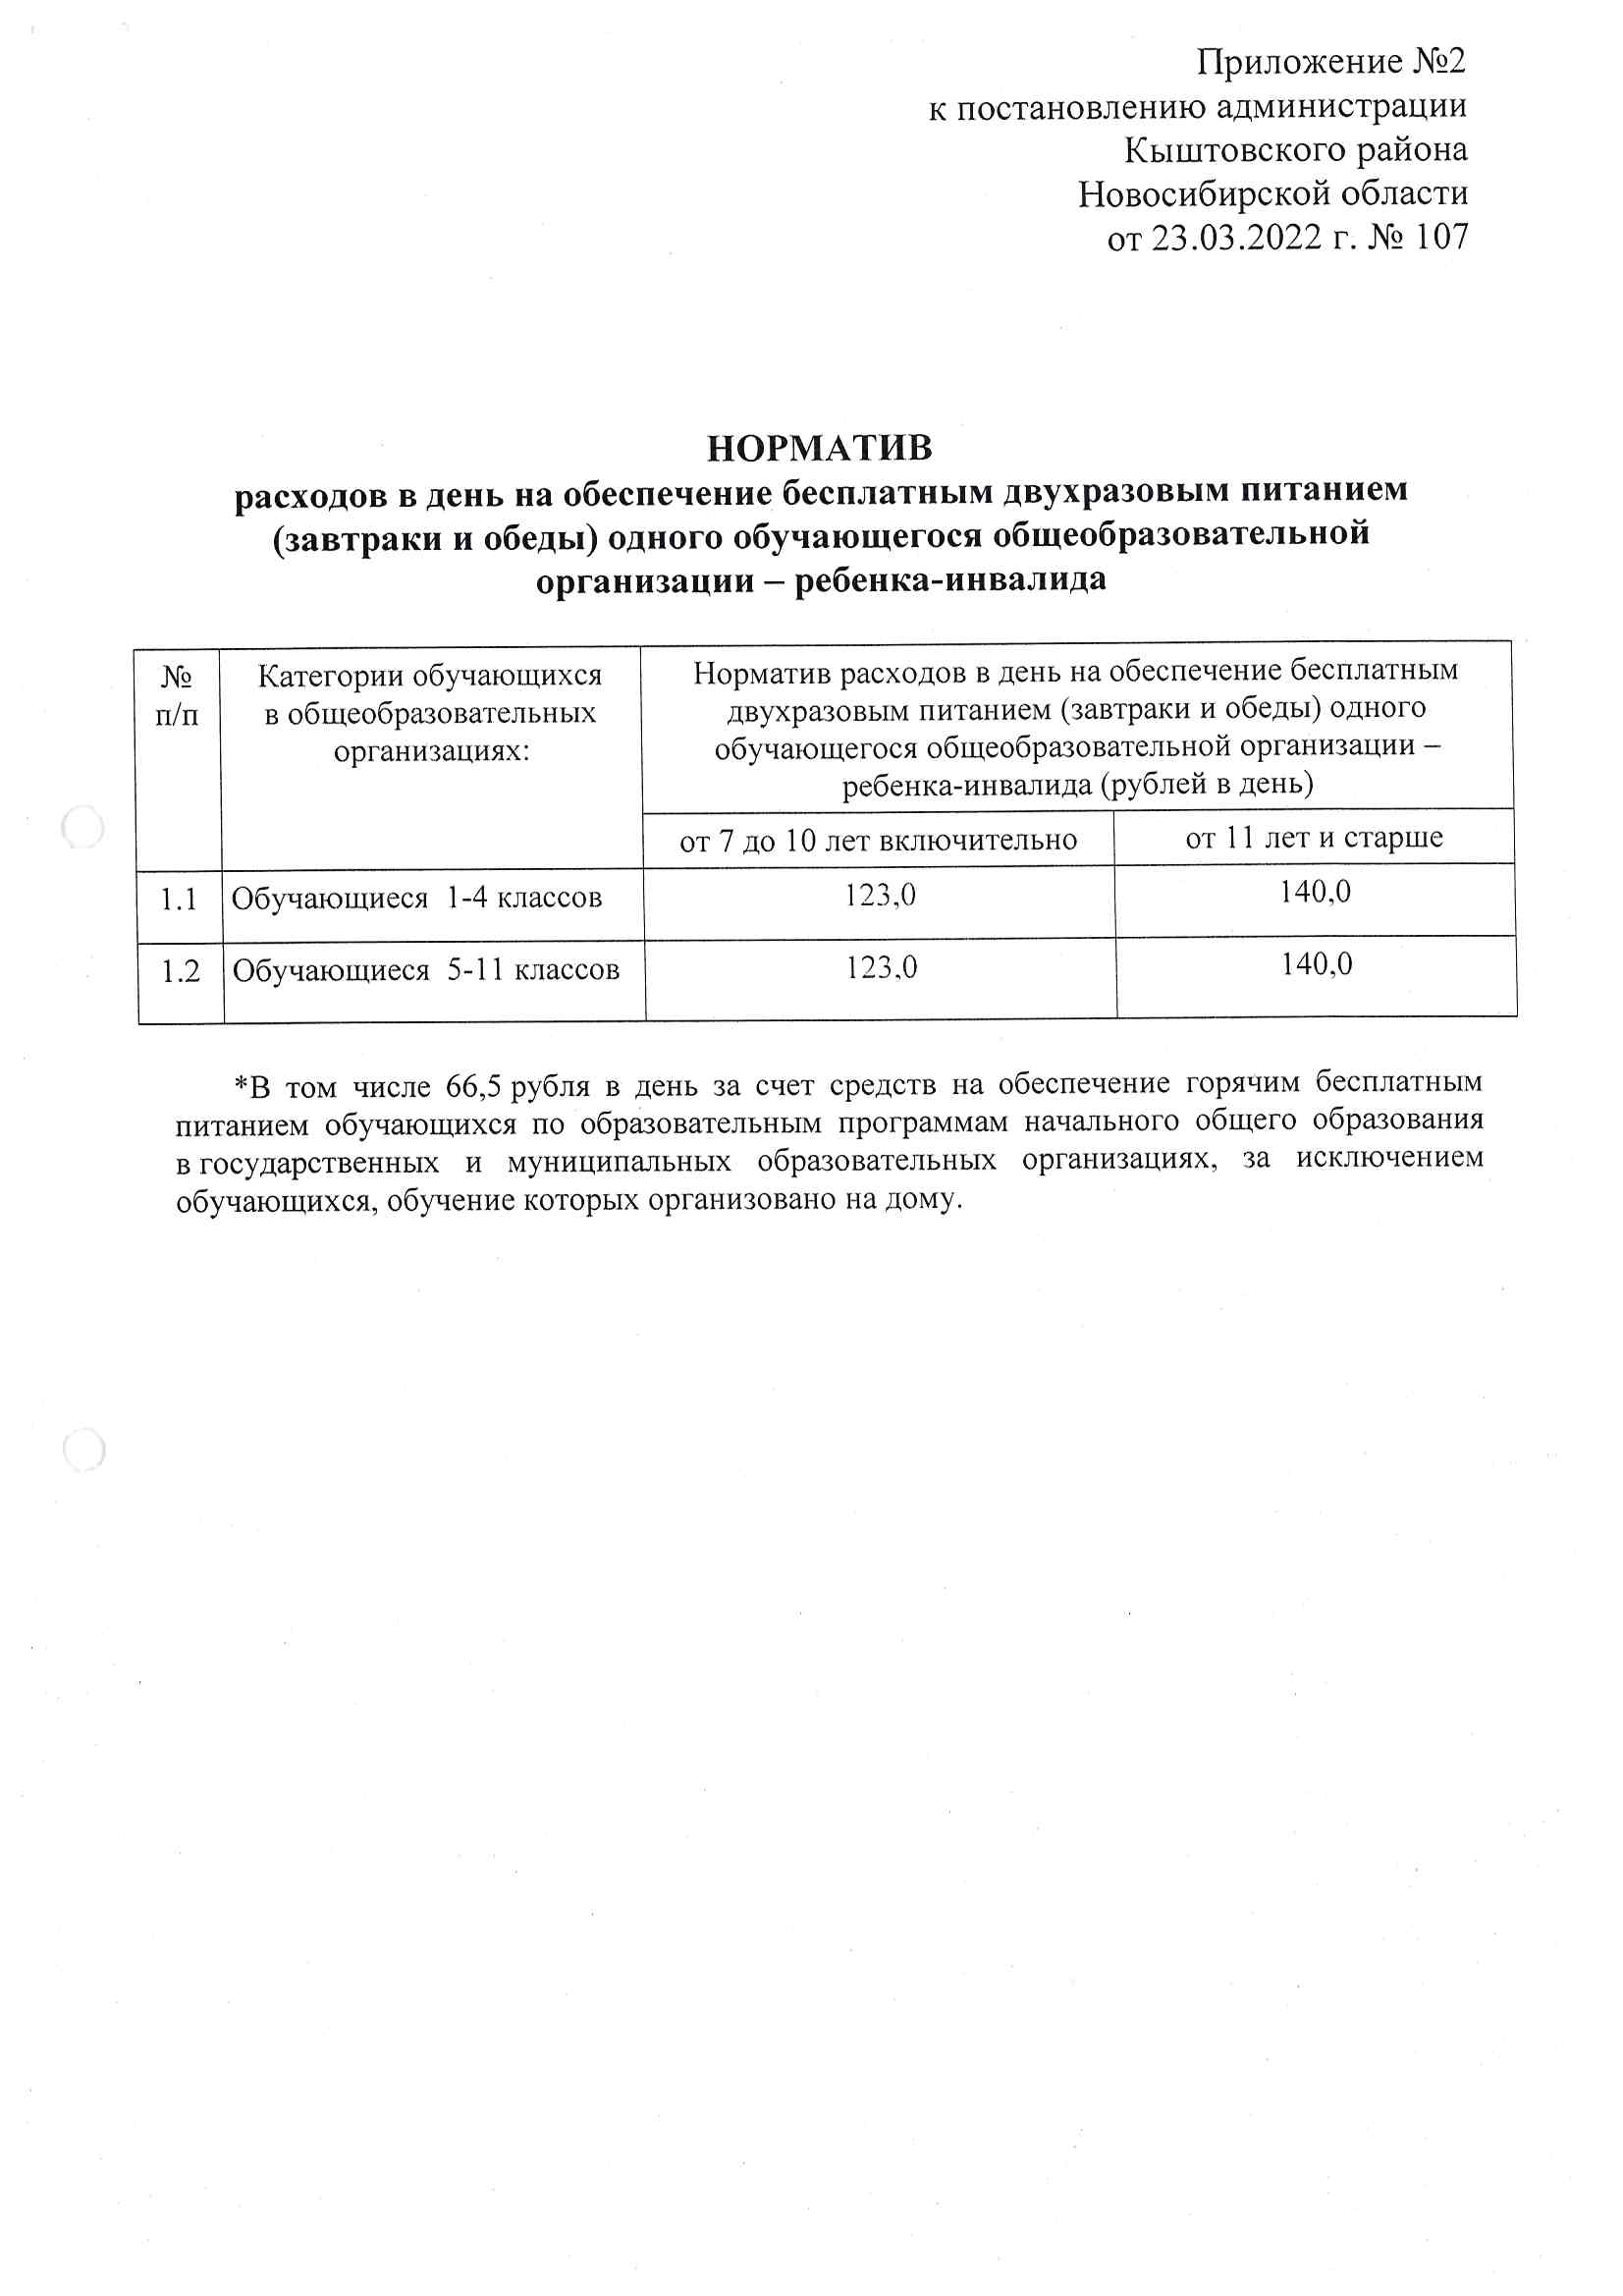 Приложение №2
к постановлению администрации
Кыштовского района
Новосибирской области
от 23.03.2022 г. № 107
НОРМАТИВ
расходов в день на обеспечение бесплатным двухразовым питанием
(завтраки и обеды) одного обучающегося общеобразовательной
организации – ребенка-инвалида
№
п/п
Категории обучающихся
в общеобразовательных
организациях:
Норматив расходов в день на обеспечение бесплатным
двухразовым питанием (завтраки и обеды) одного
обучающегося общеобразовательной организации –
ребенка-инвалида (рублей в день)
от 7 до 10 лет включительно
от 11 лет и старше
1.1
Обучающиеся 1-4 классов
123,0
140,0
1.2
Обучающиеся 5-11 классов
123,0
140,0
*В том числе 66,5 рубля в день за счет средств на обеспечение горячим бесплатным
питанием обучающихся по образовательным программам начального общего образования
в государственных и муниципальных образовательных организациях, за исключением
обучающихся, обучение которых организовано на дому.